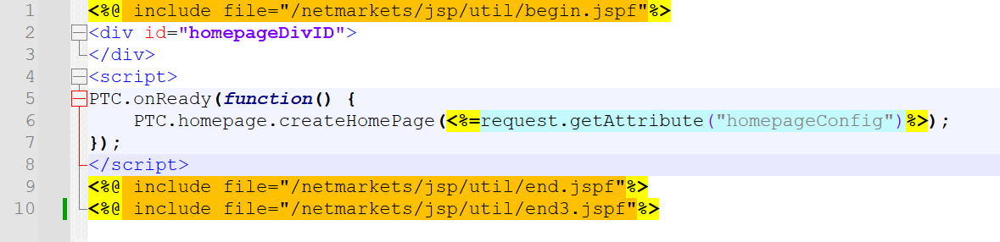 1 <%@ include file="/netmarkets/jsp/util/begin.jspf"%>
2 <div id="homepageDivID">
3 </div>
4 <script>
5 PTC.onReady(function() {
6     PTC.homepage.createHomePage(<%=request.getAttribute("homepageConfig")%>);
7 });
8 </script>
9 <%@ include file="/netmarkets/jsp/util/end.jspf"%>
10 <%@ include file="/netmarkets/jsp/util/end3.jspf"%>